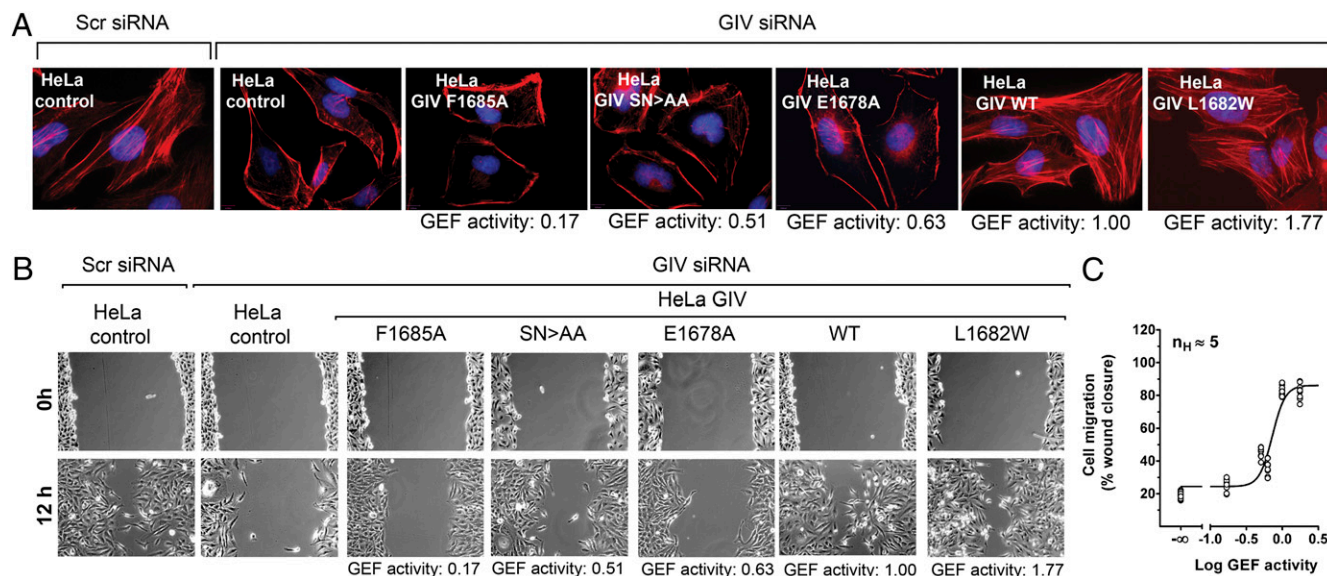 A
Scr siRNA
GIV siRNA
HeLa control
HeLa control
HeLa GIV F1685A
HeLa GIV SN>AA
HeLa GIV E1678A
HeLa GIV WT
HeLa GIV L1682W
GEF activity: 0.17
GEF activity: 0.51
GEF activity: 0.63
GEF activity: 1.00
GEF activity: 1.77
B
Scr siRNA
GIV siRNA
HeLa control
HeLa control
HeLa GIV
F1685A
SN>AA
E1678A
WT
L1682W
0h
12 h
GEF activity: 0.17
GEF activity: 0.51
GEF activity: 0.63
GEF activity: 1.00
GEF activity: 1.77
C
nH ≈ 5
Cell migration
(% wound closure)
120
100
80
60
40
20
-∞ -1.0 -0.5 0.0 0.5
Log GEF activity